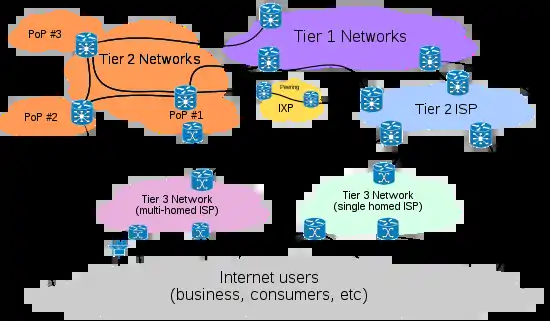 PoP #3
Tier 1 Networks
Tier 2 Networks
Peering
IXP
PoP #1
PoP #2
Tier 2 ISP
Tier 3 Network
(multi-homed ISP)
Tier 3 Network
(single homed ISP)
Internet users
(business, consumers, etc)